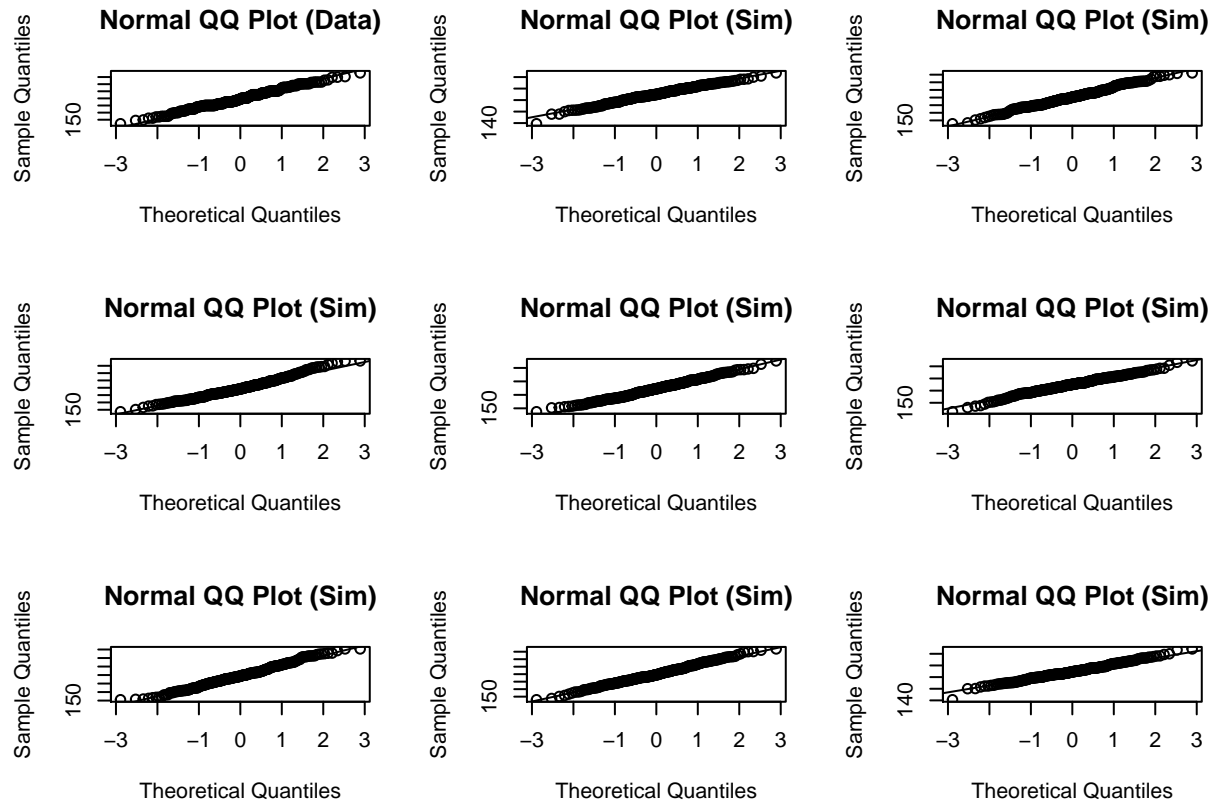 Normal QQ Plot (Data)
Sample Quantiles
150
−3 −1 0 1 2 3
Theoretical Quantiles
Normal QQ Plot (Sim)
Sample Quantiles
140
−3 −1 0 1 2 3
Theoretical Quantiles
Normal QQ Plot (Sim)
Sample Quantiles
150
−3 −1 0 1 2 3
Theoretical Quantiles
Normal QQ Plot (Sim)
Sample Quantiles
150
−3 −1 0 1 2 3
Theoretical Quantiles
Normal QQ Plot (Sim)
Sample Quantiles
150
−3 −1 0 1 2 3
Theoretical Quantiles
Normal QQ Plot (Sim)
Sample Quantiles
150
−3 −1 0 1 2 3
Theoretical Quantiles
Normal QQ Plot (Sim)
Sample Quantiles
150
−3 −1 0 1 2 3
Theoretical Quantiles
Normal QQ Plot (Sim)
Sample Quantiles
150
−3 −1 0 1 2 3
Theoretical Quantiles
Normal QQ Plot (Sim)
Sample Quantiles
140
−3 −1 0 1 2 3
Theoretical Quantiles